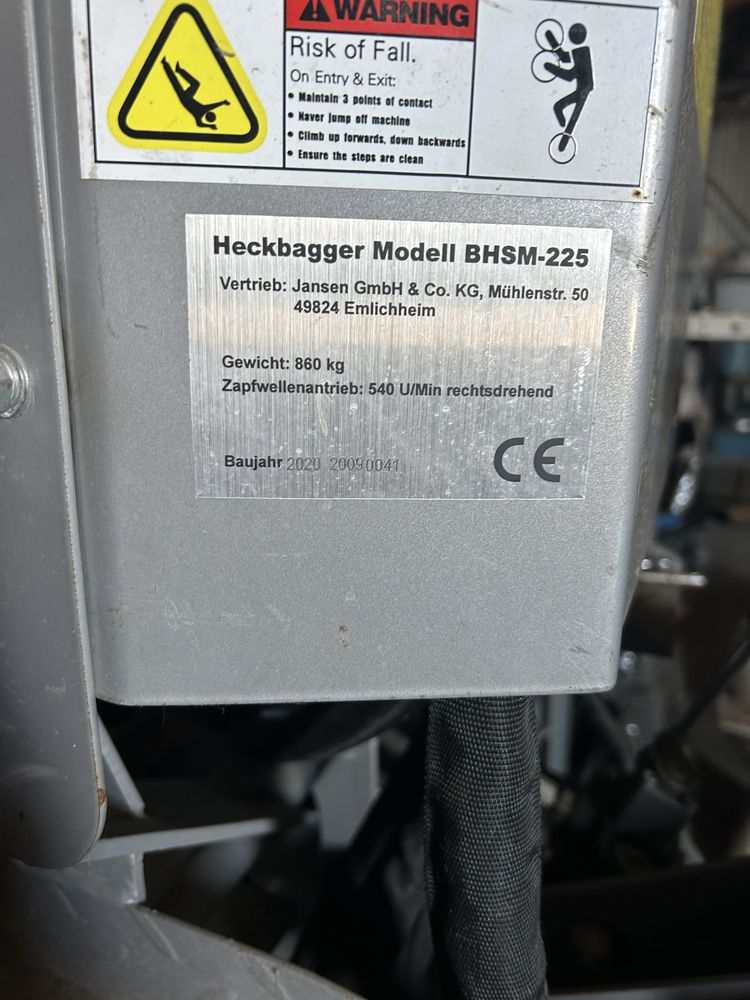 WARNING
Risk of Fall.
On Entry & Exit:
• Maintain 3 points of contact
• Naver jump off machine
• Climb up forwards, down backwards
• Ensure the steps are clean
Heckbagger Modell BHSM-225
Vertrieb: Jansen GmbH & Co. KG, Mühlenstr. 50
49824 Emlichheim
Gewicht: 860 kg
Zapfwellenantrieb: 540 U/Min rechtsdrehend
Baujahr 2020 20090041
CE